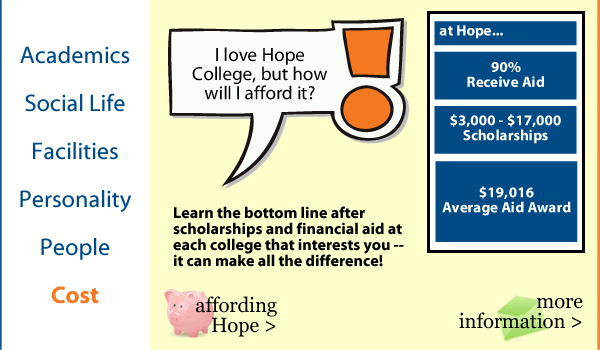 Academics
Social Life
Facilities
Personality
People
Cost
I love Hope
College, but how
will I afford it?
Learn the bottom line after
scholarships and financial aid at
each college that interests you --
it can make all the difference!
affording
Hope >
at Hope...
90%
Receive Aid
$3,000 - $17,000
Scholarships
$19,016
Average Aid Award
more
information >